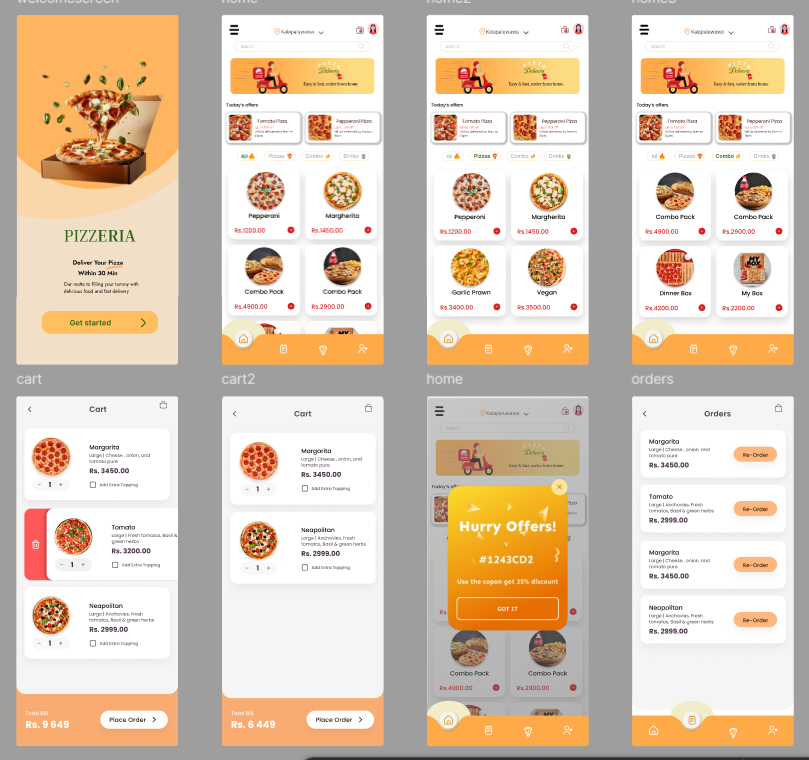 welcomescreen
home
home2
home3
PIZZERIA
Deliver Your Pizza
Within 30 Min
Our motto to filling your tummy with
delicious food and fast delivery
Get started
Kalapaluwawa
search
PIZZA
Delivery
Easy & fast, order from home
Today's offers
Tomato Pizza
Pepperoni Pizza
All
Pizzas
Combo
Drinks
Pepperoni
Margherita
Rs.1200.00
Rs.1450.00
Combo Pack
Combo Pack
Rs.4900.00
Rs.2900.00
Kalapaluwawa
search
PIZZA
Delivery
Easy & fast, order from home
Today's offers
Tomato Pizza
Pepperoni Pizza
All
Pizzas
Combo
Drinks
Pepperoni
Margherita
Rs.1200.00
Rs.1450.00
Garlic Prawn
Vegan
Rs.3400.00
Rs.3500.00
Kalapaluwawa
search
PIZZA
Delivery
Easy & fast, order from home
Today's offers
Tomato Pizza
Pepperoni Pizza
All
Pizzas
Combo
Drinks
Combo Pack
Combo Pack
Rs.4900.00
Rs.2900.00
MY BOX
Dinner Box
My Box
Rs.4200.00
Rs.2200.00
cart
cart2
home
orders
Cart
Margarita
Large | Cheese , onion, and
tomato pure
Rs. 3450.00
- 1 +
Add Extra Topping
Tomato
Large | Fresh tomatos, Basil &
green herbs
Rs. 3200.00
- 1 +
Add Extra Topping
Neapolitan
Large | Anchovies, Fresh
tomatos, Basil & green herbs
Rs. 2999.00
- 1 +
Add Extra Topping
Total Bill
Rs. 9 649
Place Order
Cart
Margarita
Large | Cheese , onion, and
tomato pure
Rs. 3450.00
- 1 +
Add Extra Topping
Neapolitan
Large | Anchovies, Fresh
tomatos, Basil & green herbs
Rs. 2999.00
- 1 +
Add Extra Topping
Total Bill
Rs. 6 449
Place Order
Kalapaluwawa
search
Easy & fast, order from home
Today's
Hurry Offers!
#1243CD2
Use the cupon get 25% discount
GOT IT
Combo Pack
Combo Pack
Rs.4900.00
Rs.2900.00
Orders
Margarita
Large | Cheese , onion, and
tomato pure
Rs. 3450.00
Re-Order
Tomato
Large | Anchovies, Fresh
tomatos, Basil & green herbs
Rs. 2999.00
Re-Order
Margarita
Large | Cheese , onion, and
tomato pure
Rs. 3450.00
Re-Order
Neapolitan
Large | Anchovies, Fresh
tomatos, Basil & green herbs
Rs. 2999.00
Re-Order